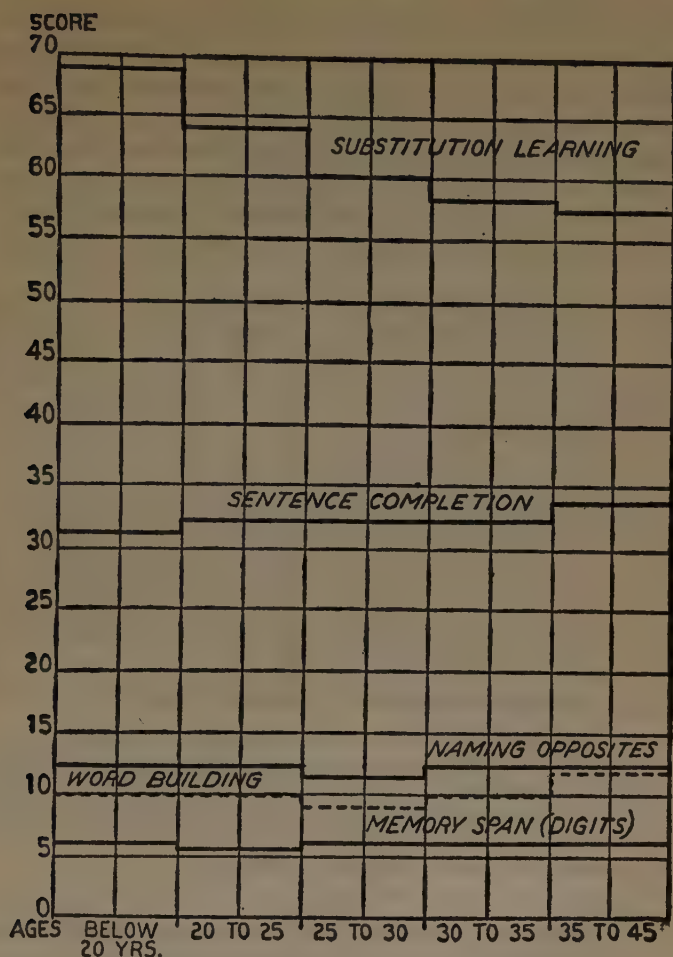 SCORE
70
65
SUBSTITUTION LEARNING
60
55
50
45
40
35
SENTENCE COMPLETION
30
25
20
15
NAMING OPPOSITES
WORD BUILDING
10
MEMORY SPAN (DIGITS)
5
0
AGES BELOW 20 YRS. 20 TO 25 25 TO 30 30 TO 35 35 TO 45